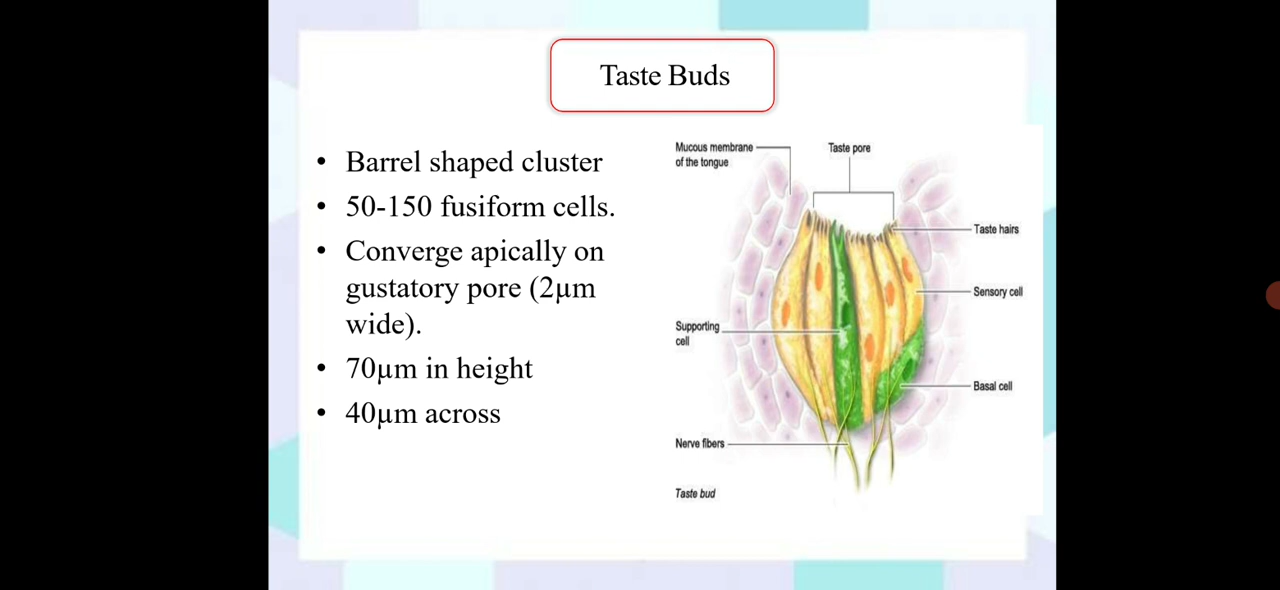 Taste Buds
• Barrel shaped cluster
• 50-150 fusiform cells.
• Converge apically on
gustatory pore (2µm
wide).
• 70µm in height
• 40µm across
Mucous membrane
of the tongue
Taste pore
Taste hairs
Sensory cell
Supporting
cell
Basal cell
Nerve fibers
Taste bud